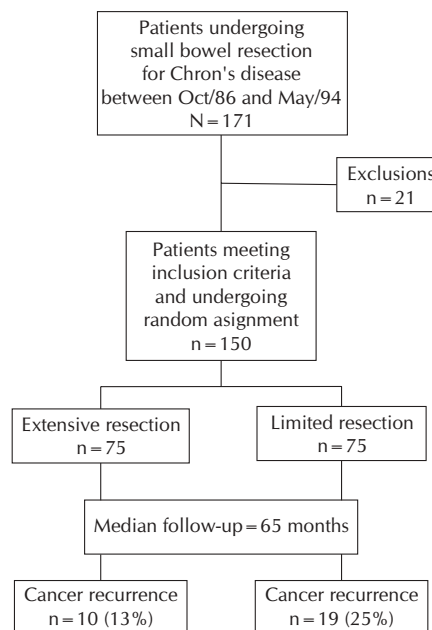 Patients undergoing
small bowel resection
for Chron's disease
between Oct/86 and May/94
N = 171
Exclusions
n = 21
Patients meeting
inclusion criteria
and undergoing
random asignment
n = 150
Extensive resection
n = 75
Limited resection
n = 75
Median follow-up = 65 months
Cancer recurrence
n = 10 (13%)
Cancer recurrence
n = 19 (25%)